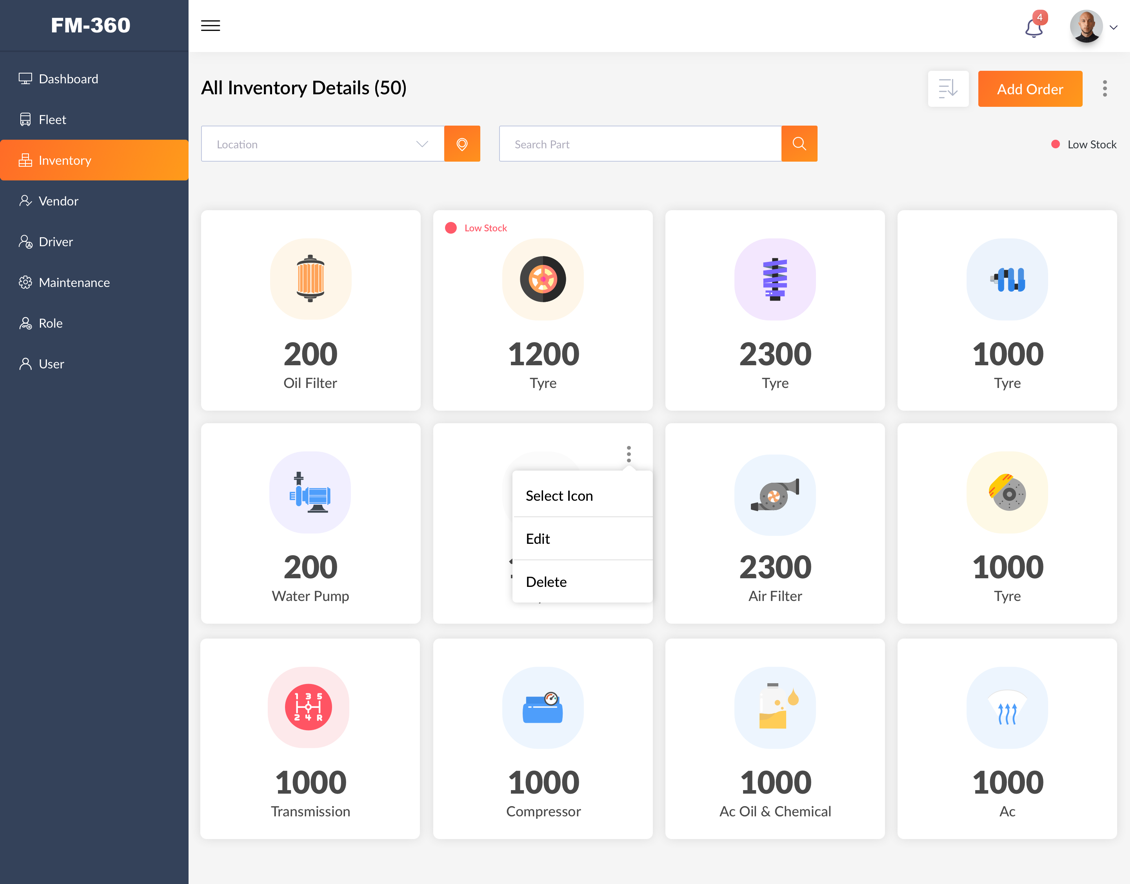 FM-360
4
Dashboard
Fleet
Inventory
Vendor
Driver
Maintenance
Role
User
All Inventory Details (50)
Add Order
Location
Search Part
Low Stock
200
Oil Filter
Low Stock
1200
Tyre
2300
Tyre
1000
Tyre
200
Water Pump
Select Icon
Edit
Delete
2300
Air Filter
1000
Tyre
1 3 5
2 4 R
1000
Transmission
1000
Compressor
1000
Ac Oil & Chemical
1000
Ac